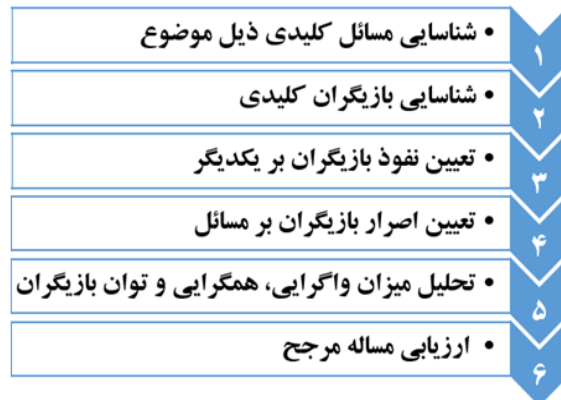 • شناسایی مسائل کلیدی ذیل موضوع
۱
• شناسایی بازیگران کلیدی
۲
• تعیین نفوذ بازیگران بر یکدیگر
۳
• تعیین اصرار بازیگران بر مسائل
۴
• تحلیل میزان واگرایی، همگرایی و توان بازیگران
۵
• ارزیابی مساله مرجح
۶